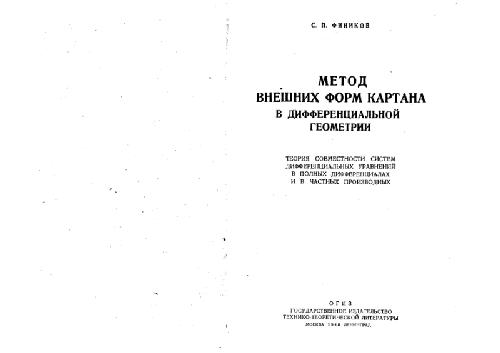 С. П. ФИНИКОВ
МЕТОД
ВНЕШНИХ ФОРМ КАРТАНА
В ДИФФЕРЕНЦИАЛЬНОЙ
ГЕОМЕТРИИ
ТЕОРИЯ СОВМЕСТНОСТИ СИСТЕМ
ДИФФЕРЕНЦИАЛЬНЫХ УРАВНЕНИЙ
В ПОЛНЫХ ДИФФЕРЕНЦИАЛАХ
И В ЧАСТНЫХ ПРОИЗВОДНЫХ
ОГИЗ
ГОСУДАРСТВЕННОЕ ИЗДАТЕЛЬСТВО
ТЕХНИКО-ТЕОРЕТИЧЕСКОЙ ЛИТЕРАТУРЫ
МОСКВА 1948 ЛЕНИНГРАД